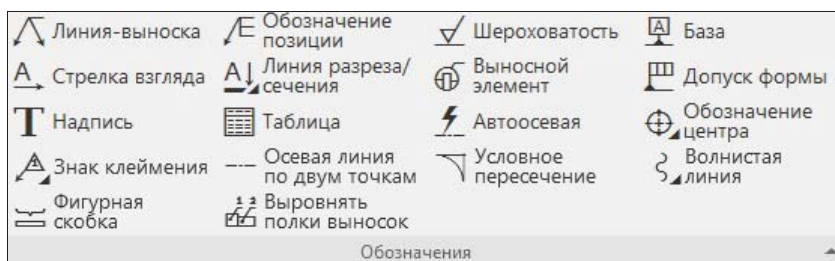 Линия-выноска
Обозначение
позиции
Шероховатость
База
Стрелка взгляда
Линия разреза/
сечения
Выносной
элемент
Допуск формы
Надпись
Таблица
Автоосевая
Обозначение
центра
Знак клеймения
Осевая линия
по двум точкам
Условное
пересечение
Волнистая
линия
Фигурная
скобка
Выровнять
полки выносок
Обозначения